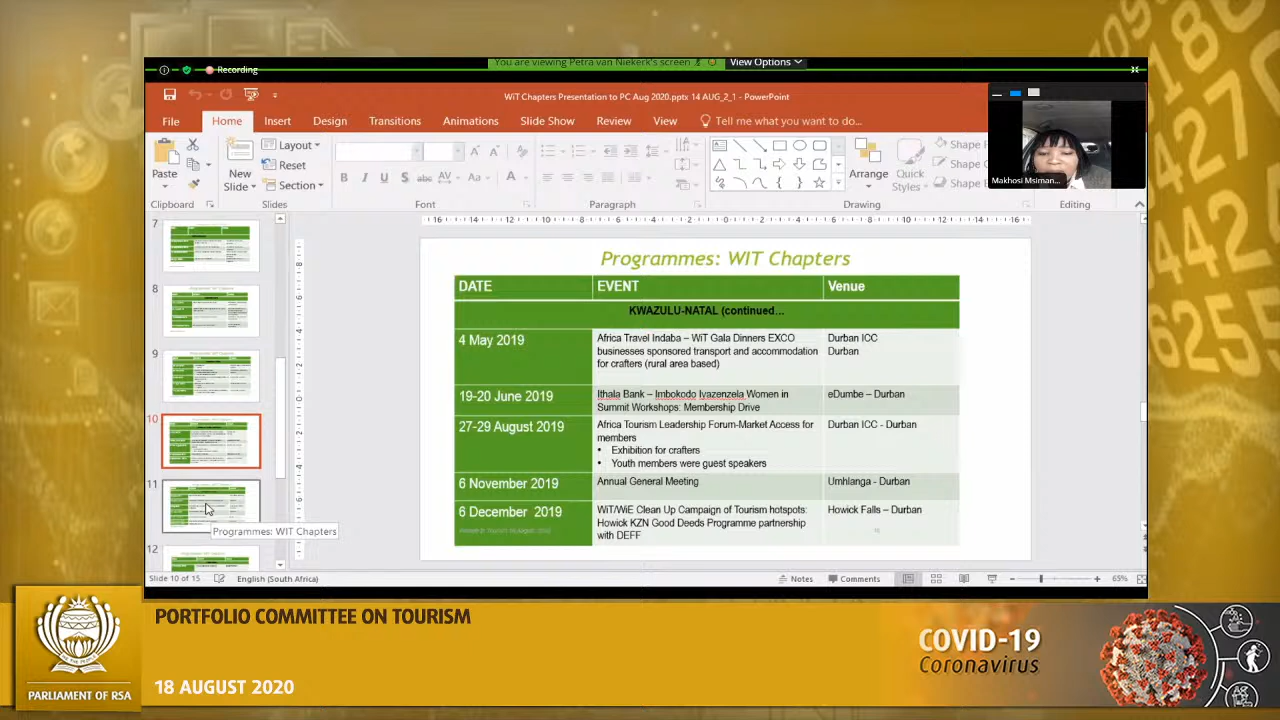 You are viewing Petra van Niekerk's screen
View Options
Recording
WiT Chapters Presentation to PC Aug 2020.pptx 14 AUG_2_1 - PowerPoint
File Home Insert Design Transitions Animations Slide Show Review View Tell me what you want to do...
Paste
New
Slide
Layout
Reset
Section
Arrange
Quick
Styles
Shape
Shape
Shape
Clipboard Slides Font Paragraph Drawing Editing
Makhosi Msiman...
7
8
9
10
11
12
Programmes: WIT Chapters
Programmes: WIT Chapters
DATE EVENT Venue
KWAZULU-NATAL (continued...
4 May 2019
Africa Travel Indaba – WiT Gala Dinners EXCO
businesses sponsored transport and accommodation
for crafters (rural area based)
Durban ICC
Durban
19-20 June 2019
Ithala Bank – Imbokodo Ivazenzela Women in
Summit Workshops: Membership Drive
eDumbe – Durban
27-29 August 2019
Africa Tourism Leadership Forum-Market Access for
members
• Exhibition for crafters
• Youth members were guest speakers
Durban ICC - Durban
6 November 2019
Annual General Meeting
Umhlanga - Durban
6 December 2019
WiT/WiE Clean Up Campaign of Tourism hotspots:
Howick KZN Good Deeds Programme partnership
with DEFF
Howick Falls – Durban
Slide 10 of 15
English (South Africa)
Notes
Comments
65%
PARLIAMENT OF RSA
PORTFOLIO COMMITTEE ON TOURISM
18 AUGUST 2020
COVID-19
Coronavirus